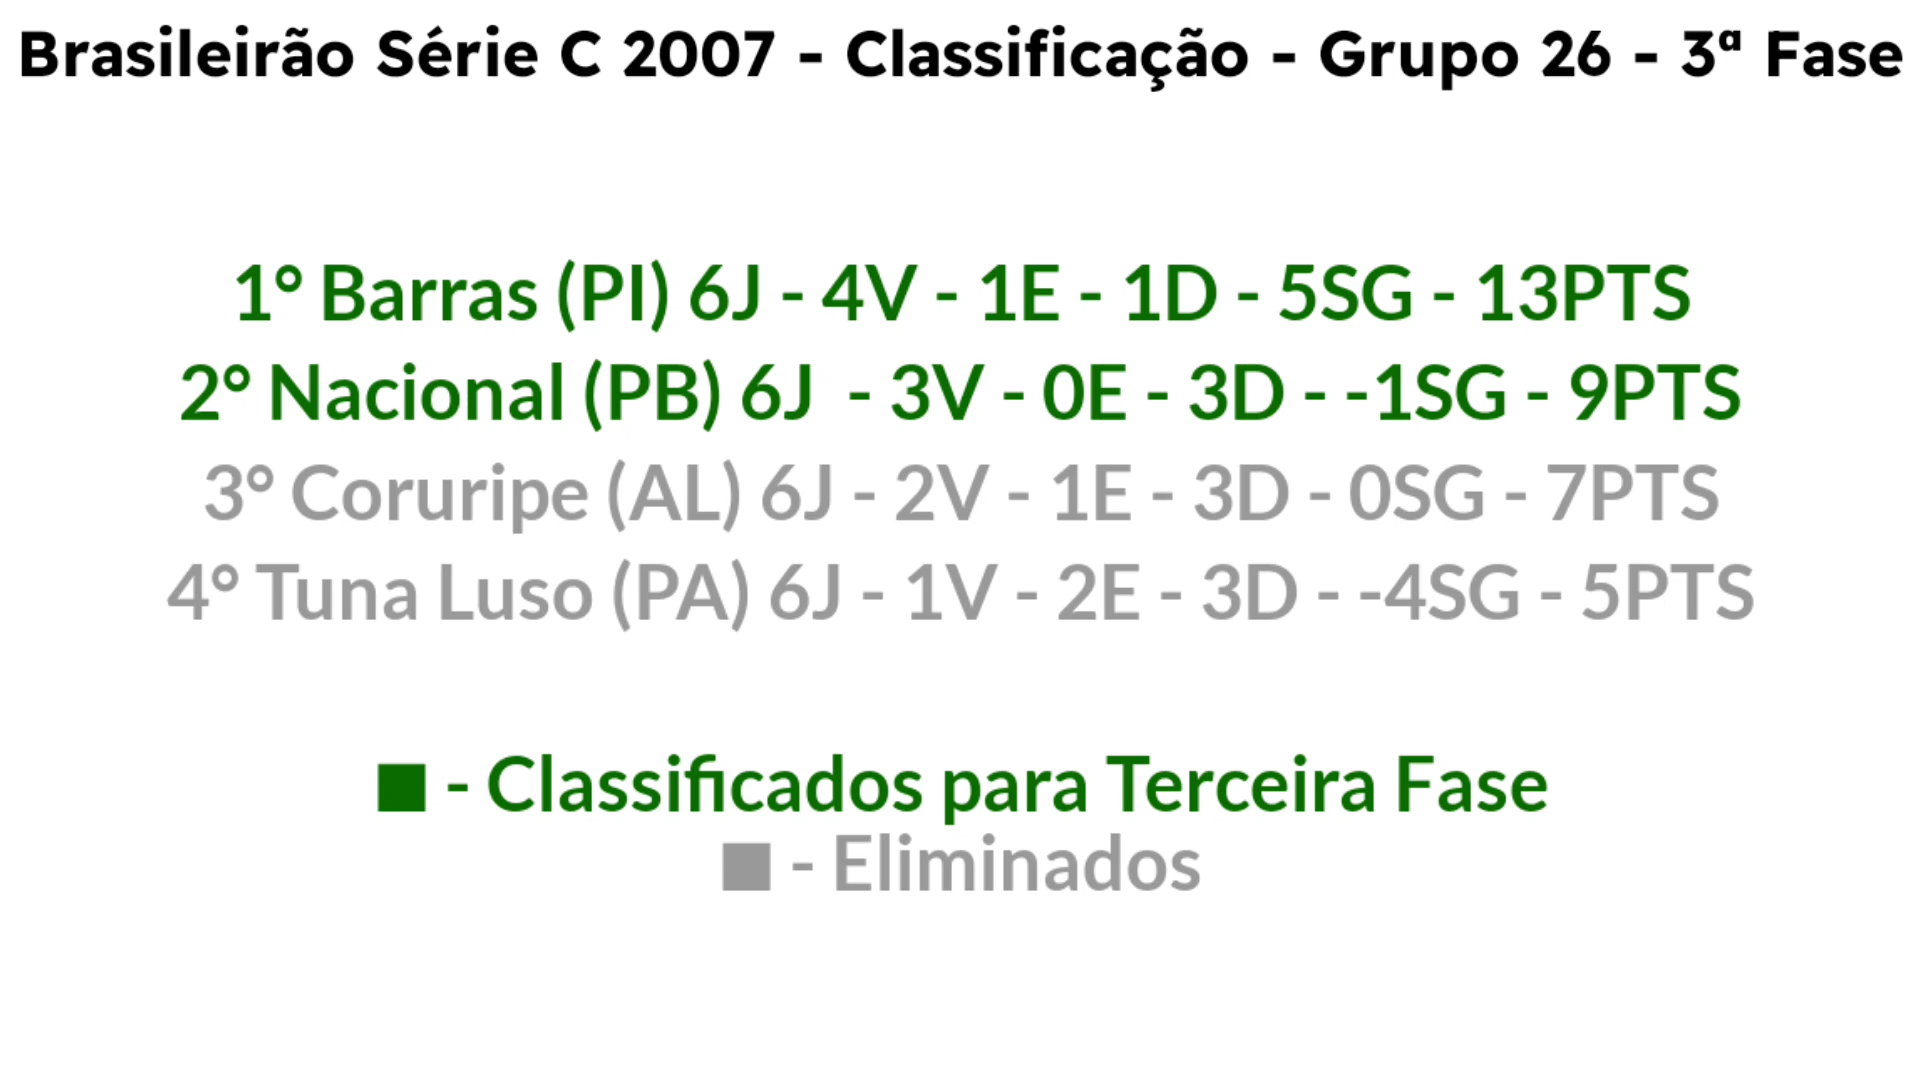 Brasileirão Série C 2007 - Classificação - Grupo 26 - 3ª Fase
1° Barras (PI) 6J - 4V - 1E - 1D - 5SG - 13PTS
2° Nacional (PB) 6J - 3V - 0E - 3D - -1SG - 9PTS
3° Coruripe (AL) 6J - 2V - 1E - 3D - 0SG - 7PTS
4° Tuna Luso (PA) 6J - 1V - 2E - 3D - -4SG - 5PTS
■ - Classificados para Terceira Fase
■ - Eliminados